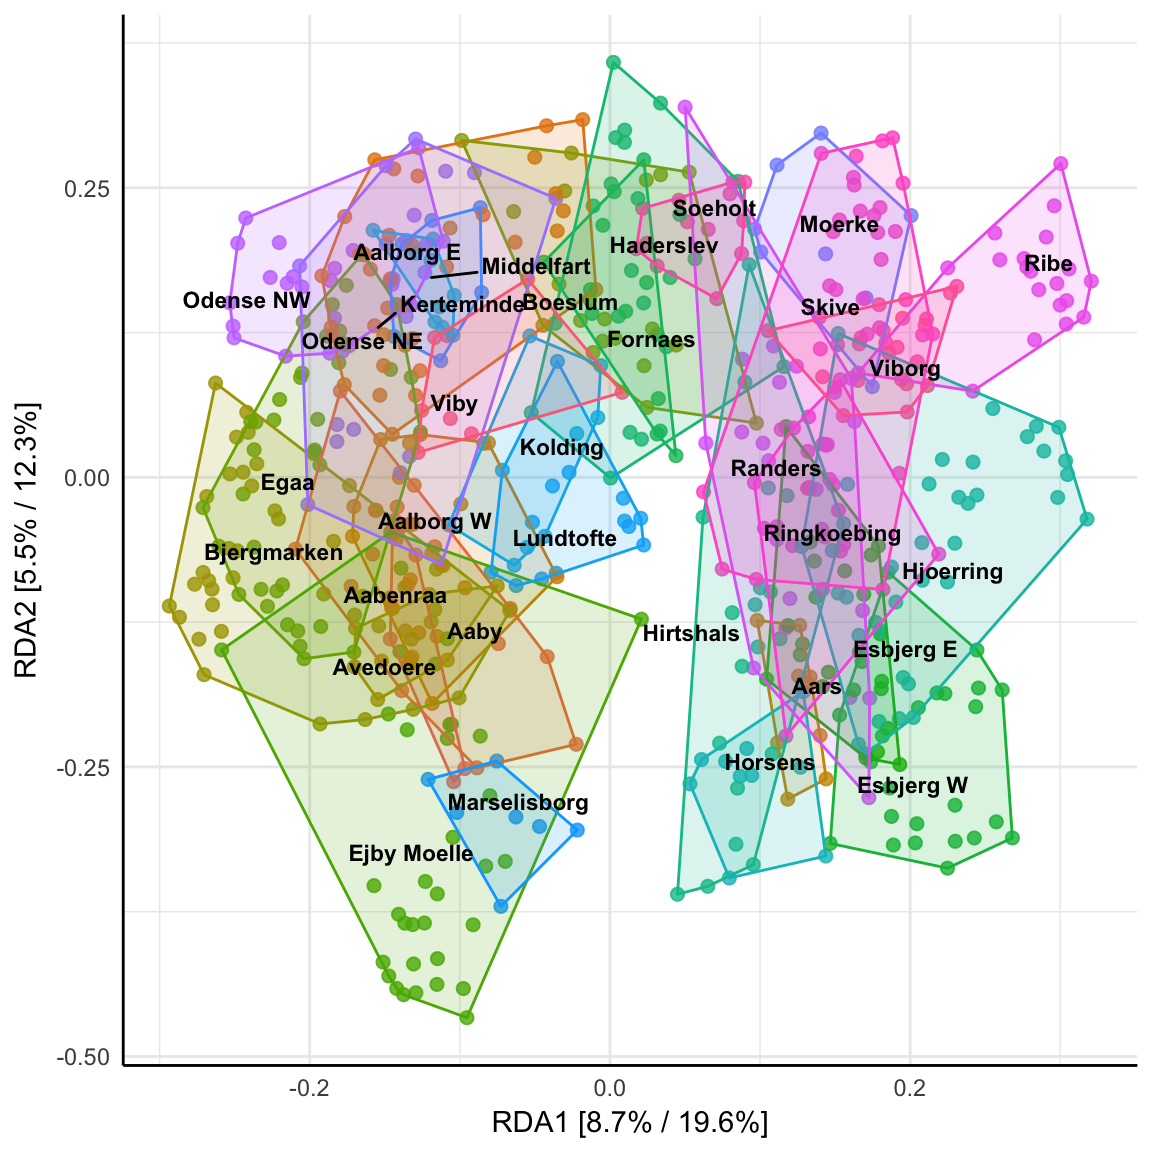 0.25
0.00
-0.25
-0.50
RDA2 [5.5% / 12.3%]
Soeholt
Moerke
Haderslev
Aalborg E
Ribe
Middelfart
Odense NW
Kerteminde
Boeslum
Skive
Odense NE
Fornaes
Viborg
Viby
Kolding
Randers
Egaa
Aalborg W
Ringkoebing
Lundtofte
Bjergmarken
Hjoerring
Aabenraa
Aaby
Hirtshals
Esbjerg E
Avedoere
Aars
Horsens
Esbjerg W
Marselisborg
Ejby Moelle
-0.2
0.0
0.2
RDA1 [8.7% / 19.6%]